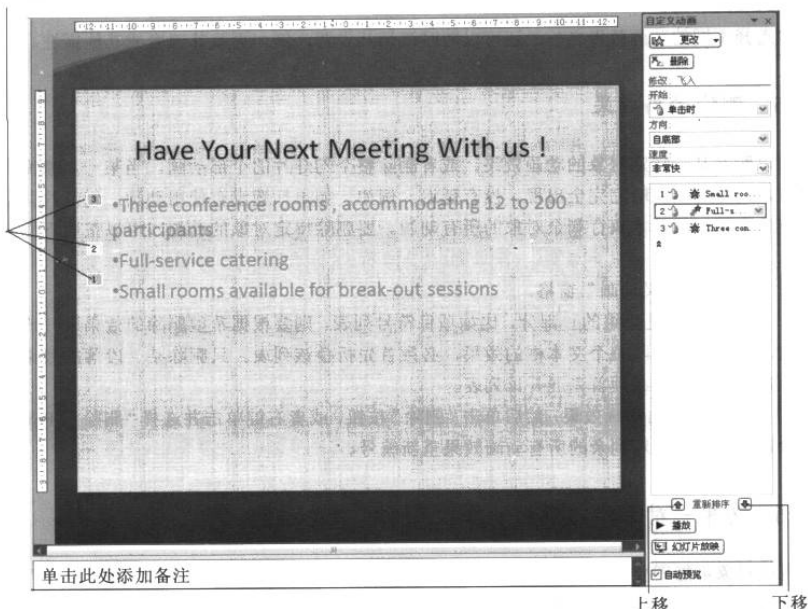 自定义动画
更改
删除
修改：飞入
开始:
单击时
方向:
自底部
速度:
非常快
Have Your Next Meeting With us !
3
•Three conference rooms , accommodating 12 to 200
participants
2
•Full-service catering
1
•Small rooms available for break-out sessions
1 Small roo...
2 Full-s...
3 Three con...
重新排序
播放
幻灯片放映
自动预览
单击此处添加备注
上移
下移